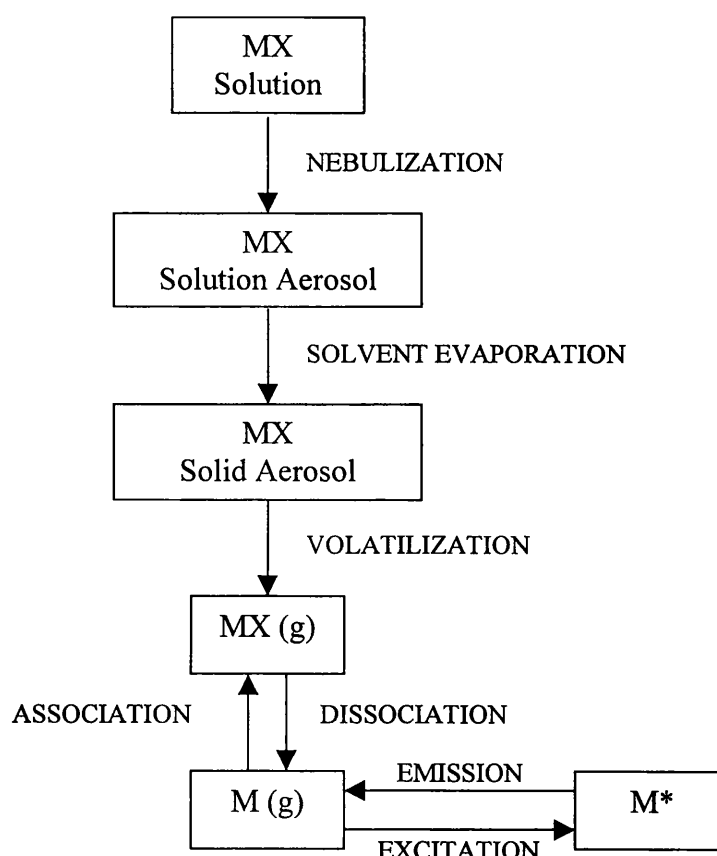 MX
Solution
NEBULIZATION
MX
Solution Aerosol
SOLVENT EVAPORATION
MX
Solid Aerosol
VOLATILIZATION
MX (g)
ASSOCIATION
DISSOCIATION
EMISSION
M (g)
M*
EXCITATION